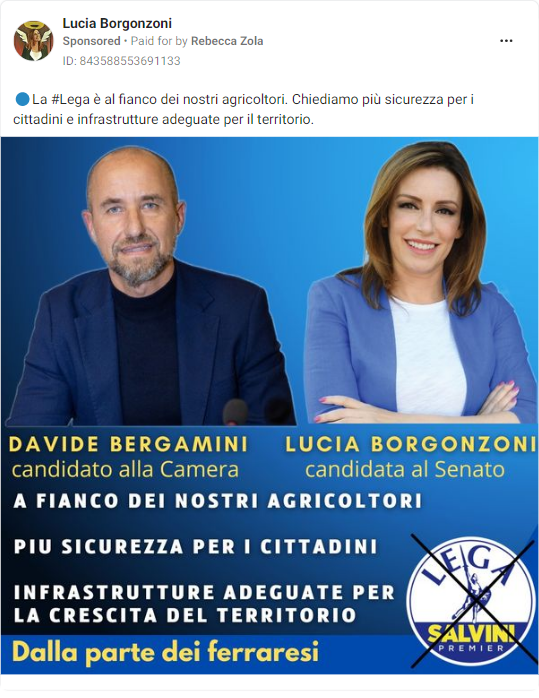 Lucia Borgonzoni
Sponsored • Paid for by Rebecca Zola
ID: 843588553691133
La #Lega è al fianco dei nostri agricoltori. Chiediamo più sicurezza per i
cittadini e infrastrutture adeguate per il territorio.
DAVIDE BERGAMINI
candidato alla Camera
LUCIA BORGONZONI
candidata al Senato
A FIANCO DEI NOSTRI AGRICOLTORI
PIU SICUREZZA PER I CITTADINI
INFRASTRUTTURE ADEGUATE PER
LA CRESCITA DEL TERRITORIO
Dalla parte dei ferraresi
LEGA
SALVINI
PREMIER